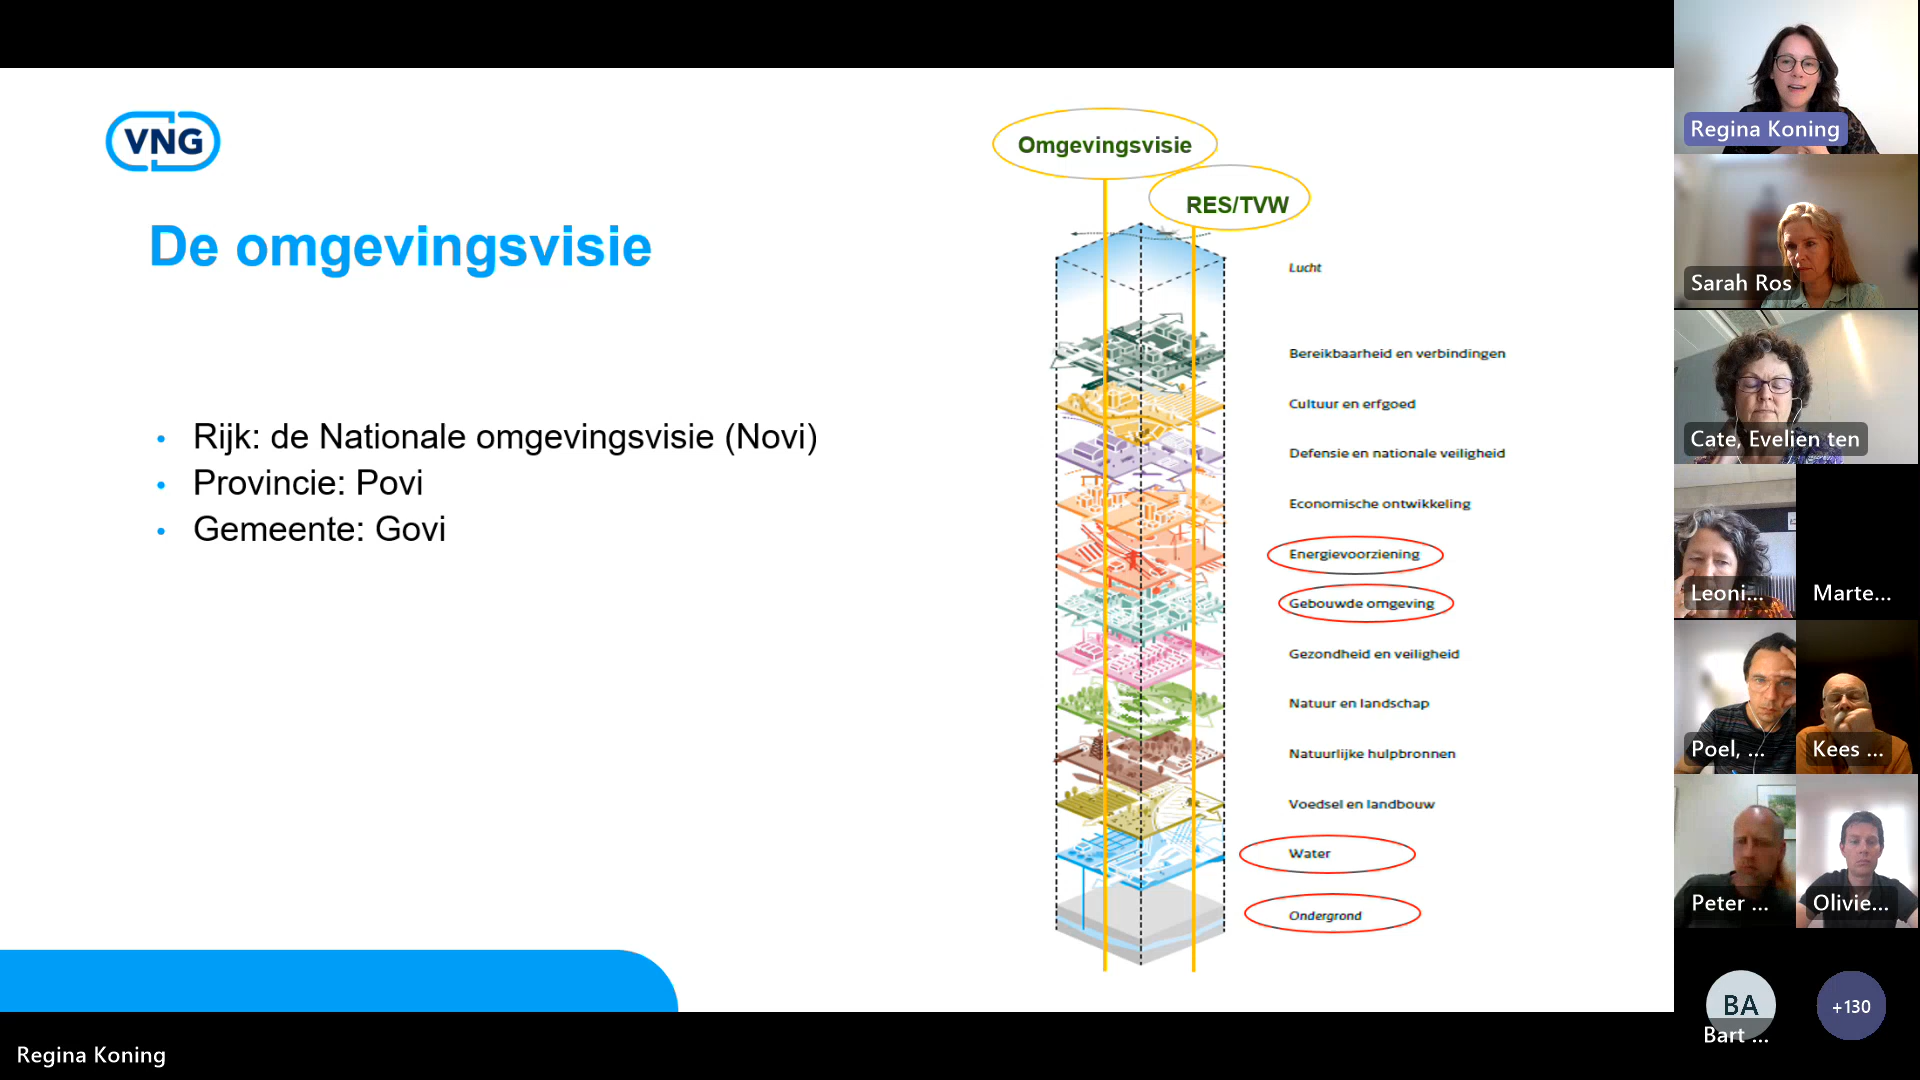 VNG
De omgevingsvisie
Rijk: de Nationale omgevingsvisie (Novi)
Provincie: Povi
Gemeente: Govi
Omgevingsvisie
RES/TVW
Lucht
Bereikbaarheid en verbindingen
Cultuur en erfgoed
Defensie en nationale veiligheid
Economische ontwikkeling
Energievoorziening
Gebouwde omgeving
Gezondheid en veiligheid
Natuur en landschap
Natuurlijke hulpbronnen
Voedsel en landbouw
Water
Ondergrond
Regina Koning
Sarah Ros
Cate, Evelien ten
Leoni...
Marte...
Poel, ...
Kees ...
Peter ...
Olivie...
BA
Bart ...
+130
Regina Koning